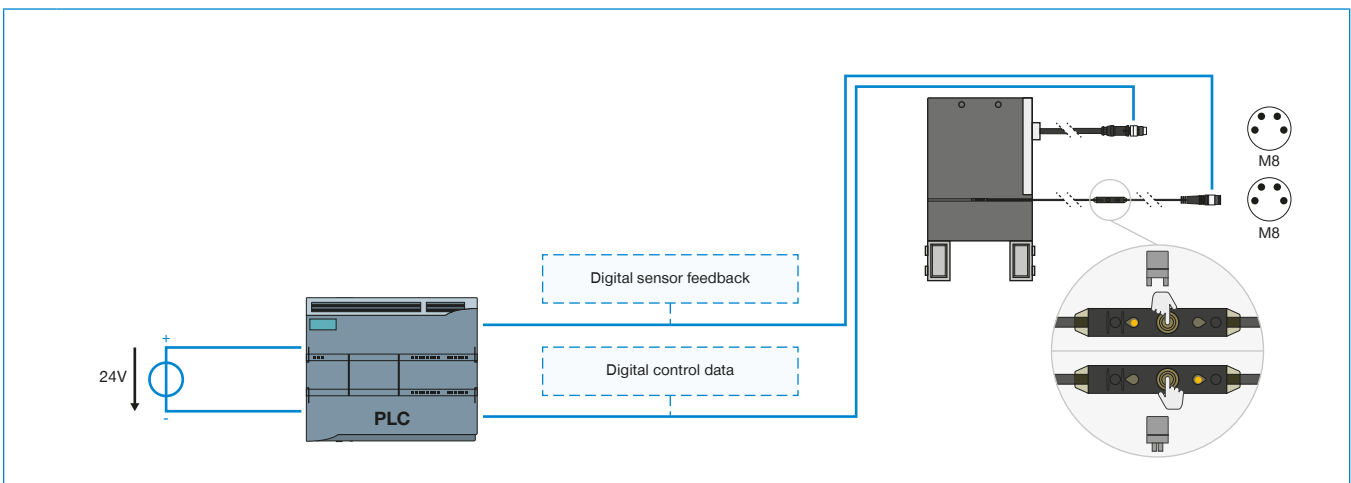 M8
M8
Digital sensor feedback
+
24V
Digital control data
-
PLC